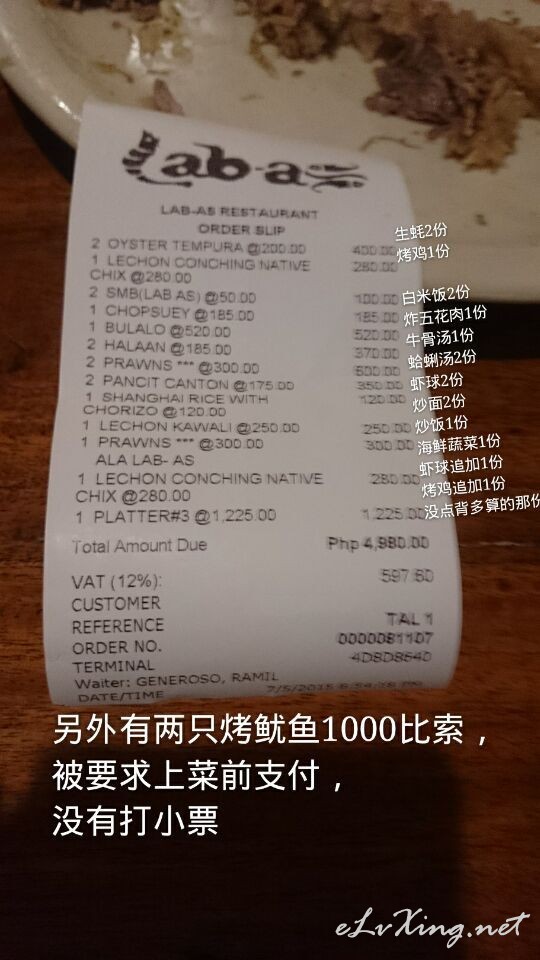 Lab-as
LAB-AS RESTAURANT
ORDER SLIP
2 OYSTER TEMPURA @200.00 400.00 生蚝2份
1 LECHON CONCHING NATIVE 280.00 烤鸡1份
CHIX @280.00
2 SMB(LAB AS) @50.00 100.00 白米饭2份
1 CHOPSUEY @185.00 185.00 炸五花肉1份
1 BULALO @520.00 520.00 牛骨汤1份
2 HALAAN @185.00 370.00 蛤蜊汤2份
2 PRAWNS *** @300.00 600.00 虾球2份
2 PANCIT CANTON @175.00 350.00 炒面2份
1 SHANGHAI RICE WITH 120.00 炒饭1份
CHORIZO @120.00
1 LECHON KAWALI @250.00 250.00 海鲜蔬菜1份
1 PRAWNS *** @300.00 300.00 虾球追加1份
ALA LAB- AS
1 LECHON CONCHING NATIVE 280.00 烤鸡追加1份
CHIX @280.00
1 PLATTER#3 @1,225.00 1,225.00 没点背多算的那份
Total Amount Due Php 4,980.00
VAT (12%): 597.60
CUSTOMER
REFERENCE TAL 1
ORDER NO. 0000081107
TERMINAL 4D8D8640
Waiter: GENEROSO, RAMIL
DATE/TIME 7/5/2015
另外有两只烤鱿鱼1000比索，
被要求上菜前支付，
没有打小票
eLvXing.net